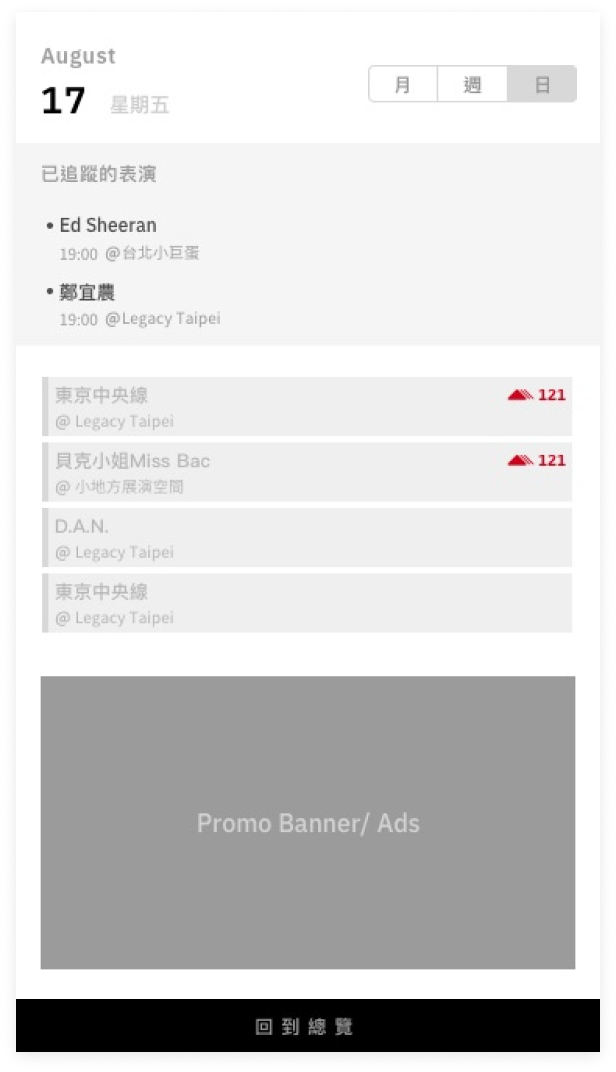 August
17 星期五
月 週 日
已追蹤的表演
• Ed Sheeran
19:00 @台北小巨蛋
• 鄭宜農
19:00 @Legacy Taipei
東京中央線 121
@ Legacy Taipei
貝克小姐Miss Bac 121
@ 小地方展演空間
D.A.N.
@ Legacy Taipei
東京中央線
@ Legacy Taipei
Promo Banner/ Ads
回到總覽